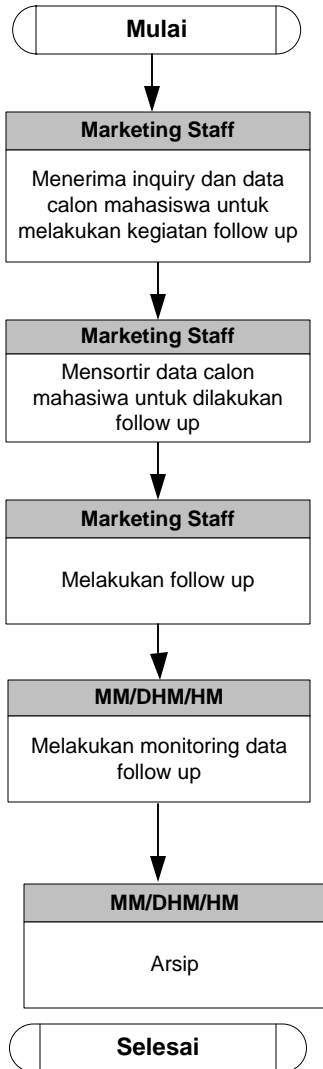 Mulai
Marketing Staff
Menerima inquiry dan data
calon mahasiswa untuk
melakukan kegiatan follow up
Marketing Staff
Mensortir data calon
mahasiwa untuk dilakukan
follow up
Marketing Staff
Melakukan follow up
MM/DHM/HM
Melakukan monitoring data
follow up
MM/DHM/HM
Arsip
Selesai